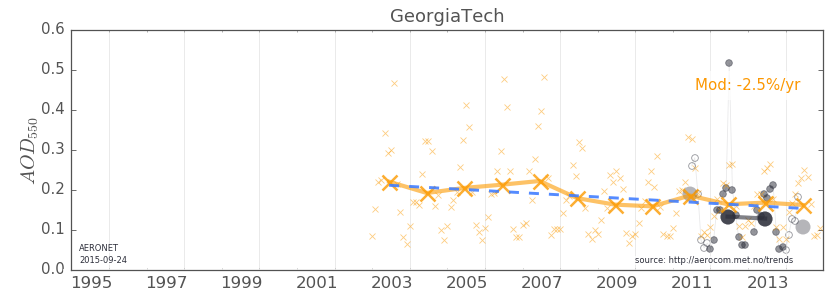 GeorgiaTech
0.6
0.5
0.4
0.3
0.2
0.1
0.0
AOD550
Mod: -2.5%/yr
AERONET
2015-09-24
source: http://aerocom.met.no/trends
1995 1997 1999 2001 2003 2005 2007 2009 2011 2013